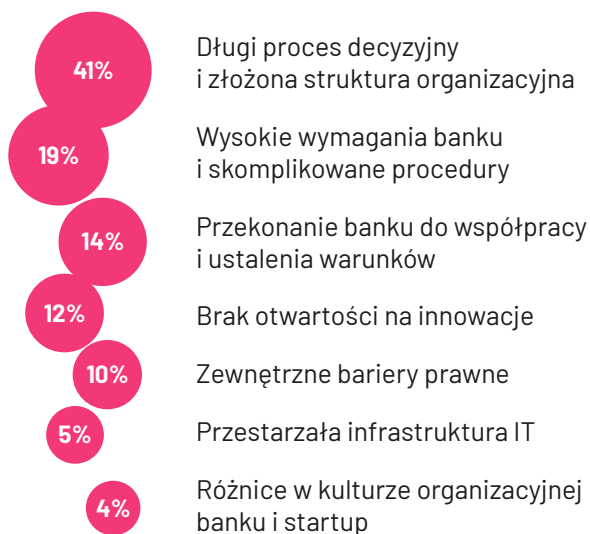 41%
Długi proces decyzyjny
i złożona struktura organizacyjna
19%
Wysokie wymagania banku
i skomplikowane procedury
14%
Przekonanie banku do współpracy
i ustalenia warunków
12%
Brak otwartości na innowacje
10%
Zewnętrzne bariery prawne
5%
Przestarzała infrastruktura IT
4%
Różnice w kulturze organizacyjnej
banku i startup